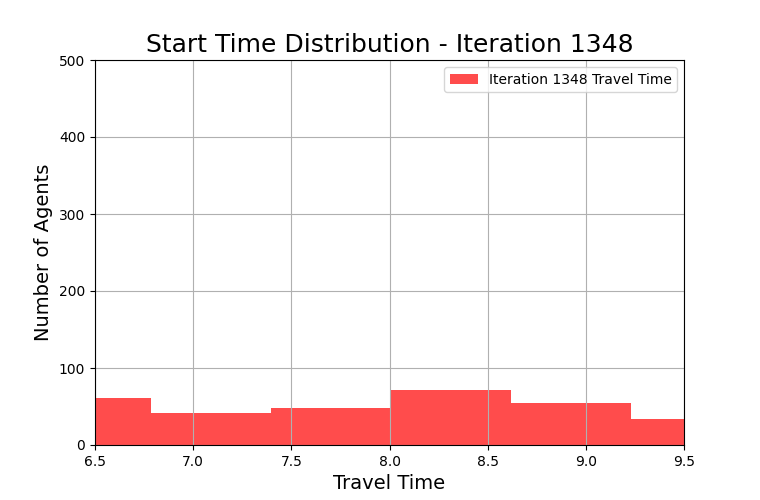 Start Time Distribution - Iteration 1348
Iteration 1348 Travel Time
500
400
300
200
100
0
Number of Agents
6.5 7.0 7.5 8.0 8.5 9.0 9.5
Travel Time